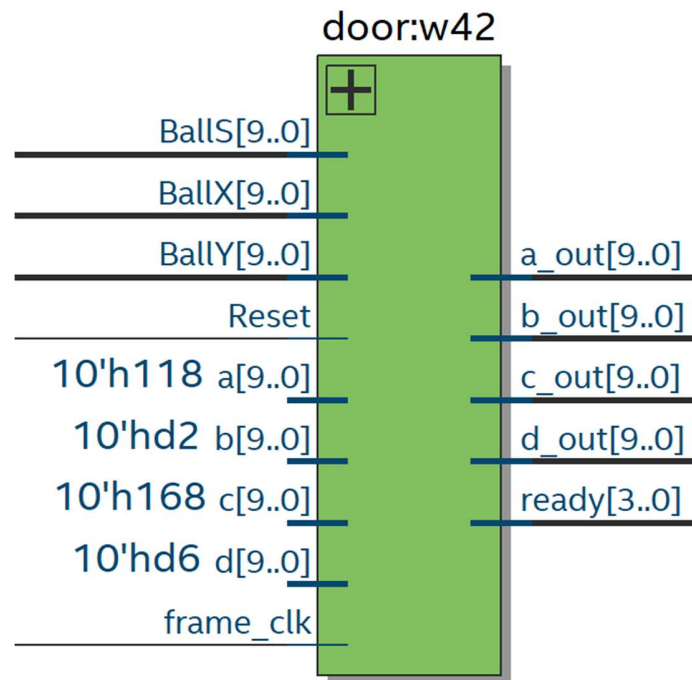 door:w42
BallS[9..0]
BallX[9..0]
BallY[9..0]
Reset
10'h118 a[9..0]
10'hd2 b[9..0]
10'h168 c[9..0]
10'hd6 d[9..0]
frame_clk
a_out[9..0]
b_out[9..0]
c_out[9..0]
d_out[9..0]
ready[3..0]